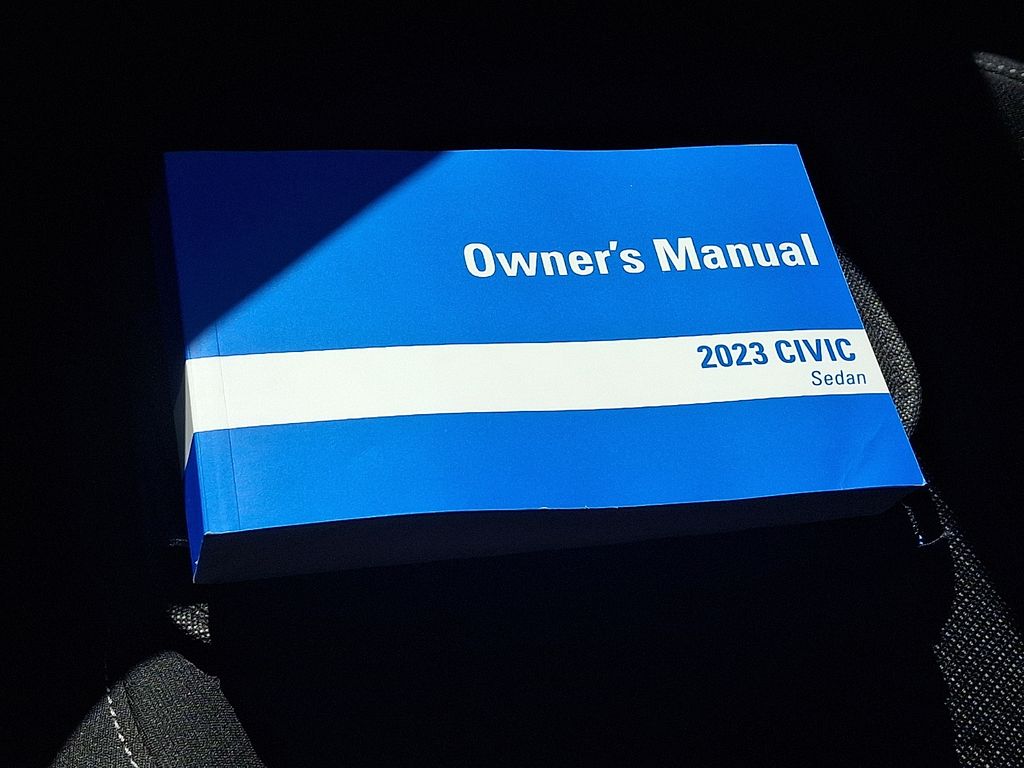 Owner's Manual
2023 CIVIC
Sedan